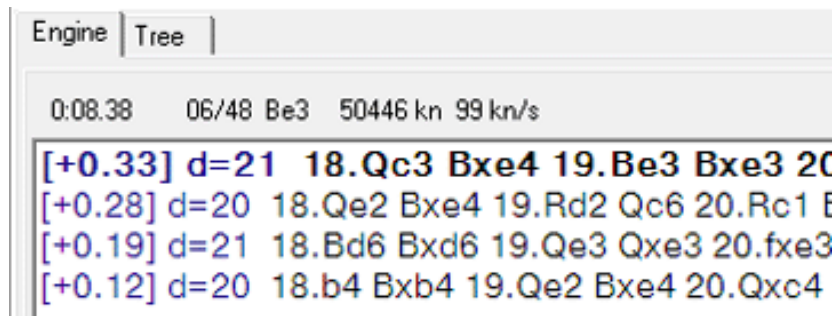 Engine Tree
0:08.38 06/48 Be3 50446 kn 99 kn/s
[+0.33] d=21 18.Qc3 Bxe4 19.Be3 Bxe3 20
[+0.28] d=20 18.Qe2 Bxe4 19.Rd2 Qc6 20.Rc1
[+0.19] d=21 18.Bd6 Bxd6 19.Qe3 Qxe3 20.fxe3
[+0.12] d=20 18.b4 Bxb4 19.Qe2 Bxe4 20.Qxc4